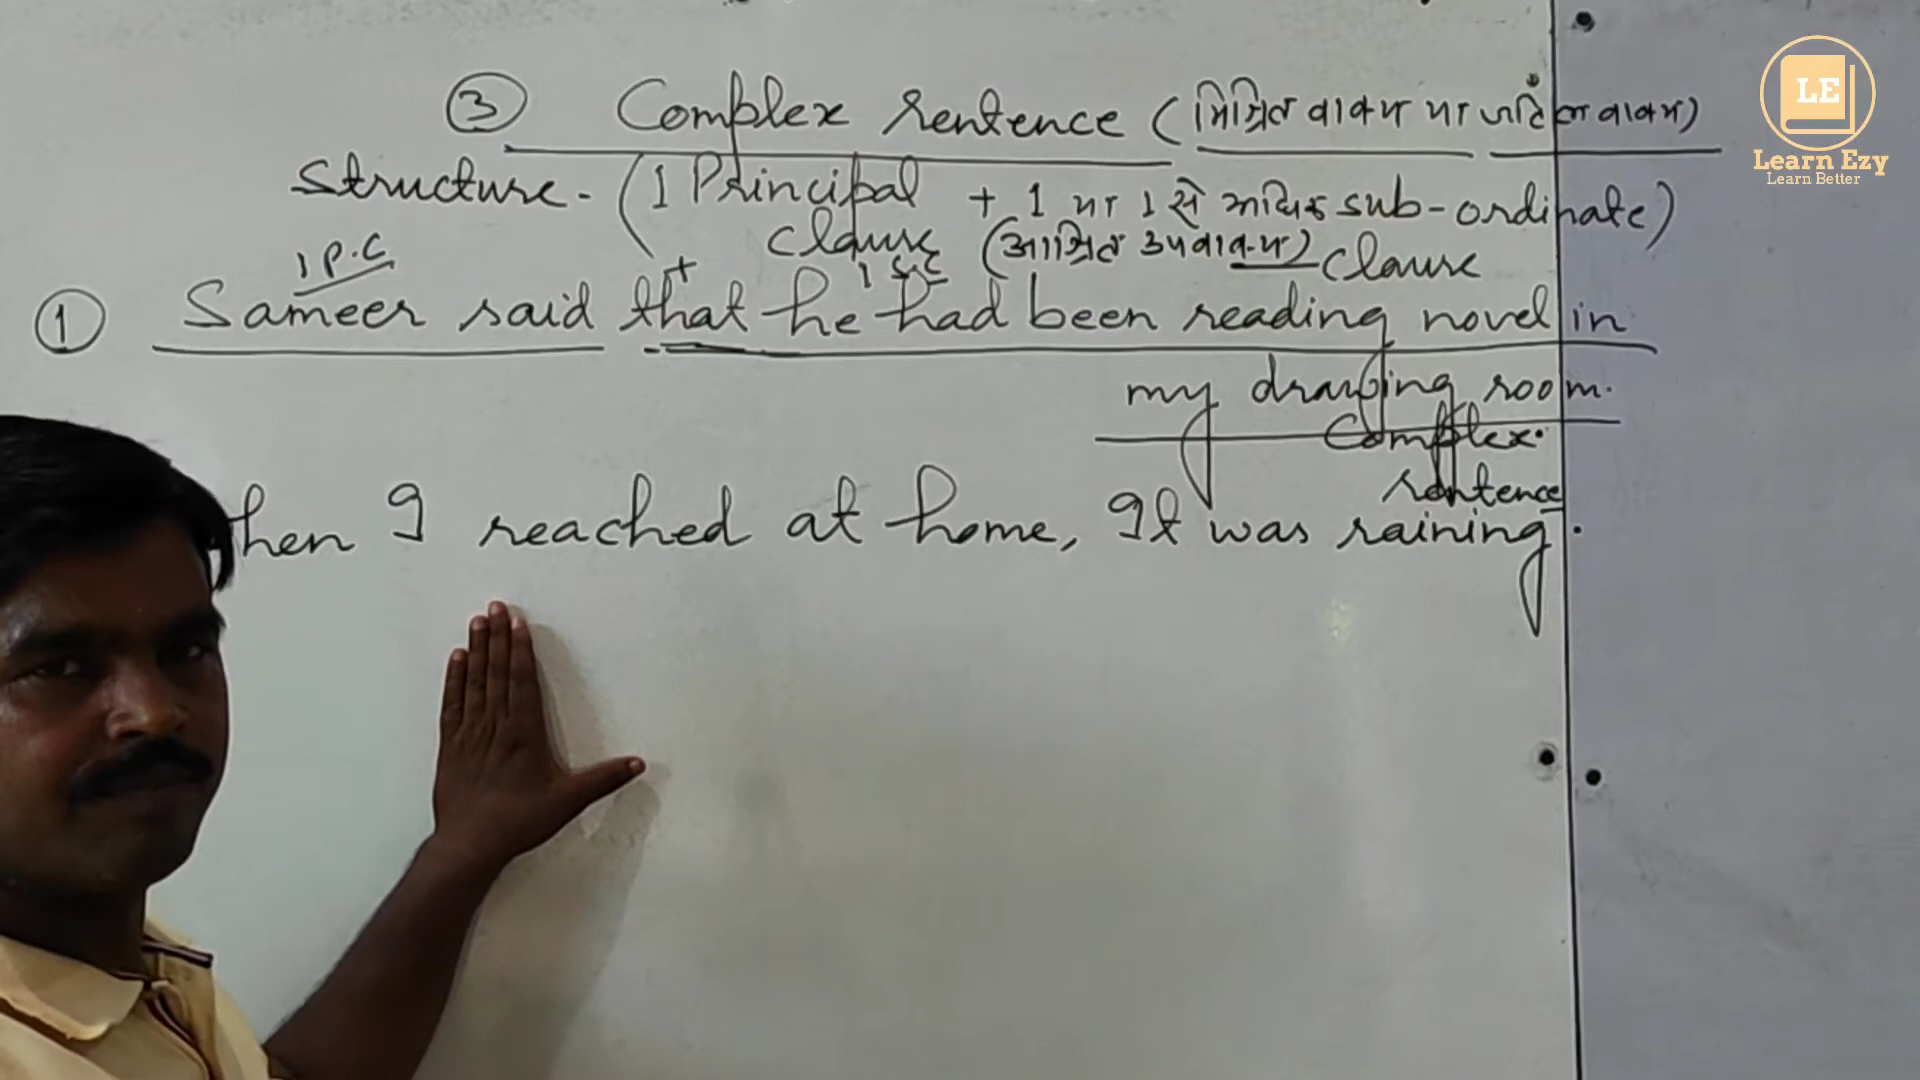 ③ Complex sentence (मिश्रित वाक्य या जटिल वाक्य)
Structure - (1 Principal + 1 या 1 से अधिक sub-ordinate)
clause (आश्रित उपवाक्य) clause
1 P.C + 1 S.C
① Sameer said that he had been reading novel in
my drawing room.
Complex
sentence
hen I reached at home, It was raining.
LE
Learn Ezy
Learn Better